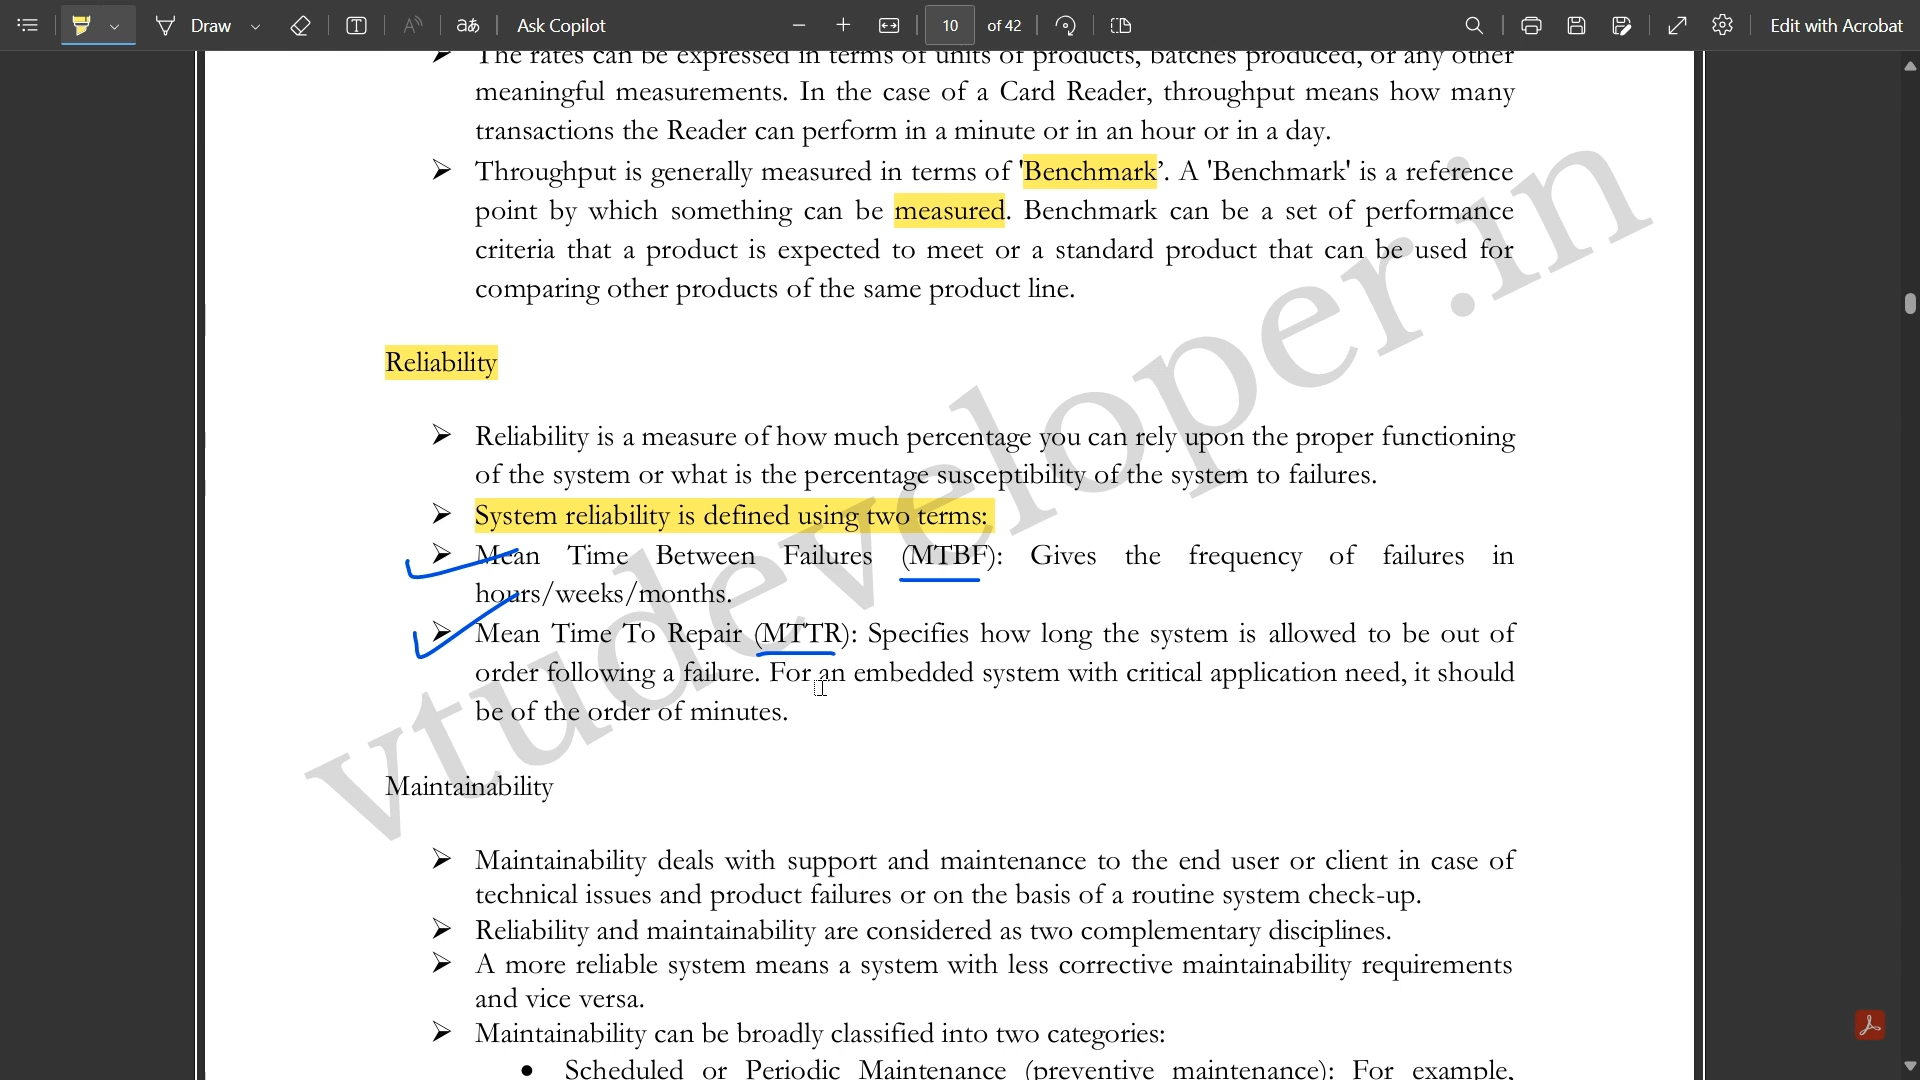 Draw
T
A
aあ
Ask Copilot
10
of 42
Edit with Acrobat
The rates can be expressed in terms of units of products, batches produced, or any other
meaningful measurements. In the case of a Card Reader, throughput means how many
transactions the Reader can perform in a minute or in an hour or in a day.
Throughput is generally measured in terms of 'Benchmark’. A 'Benchmark' is a reference
point by which something can be measured. Benchmark can be a set of performance
criteria that a product is expected to meet or a standard product that can be used for
comparing other products of the same product line.
Reliability
Reliability is a measure of how much percentage you can rely upon the proper functioning
of the system or what is the percentage susceptibility of the system to failures.
System reliability is defined using two terms:
Mean Time Between Failures (MTBF): Gives the frequency of failures in
hours/weeks/months.
Mean Time To Repair (MTTR): Specifies how long the system is allowed to be out of
order following a failure. For an embedded system with critical application need, it should
be of the order of minutes.
Maintainability
Maintainability deals with support and maintenance to the end user or client in case of
technical issues and product failures or on the basis of a routine system check-up.
Reliability and maintainability are considered as two complementary disciplines.
A more reliable system means a system with less corrective maintainability requirements
and vice versa.
Maintainability can be broadly classified into two categories:
Scheduled or Periodic Maintenance (preventive maintenance): For example,
vtudeveloper.in